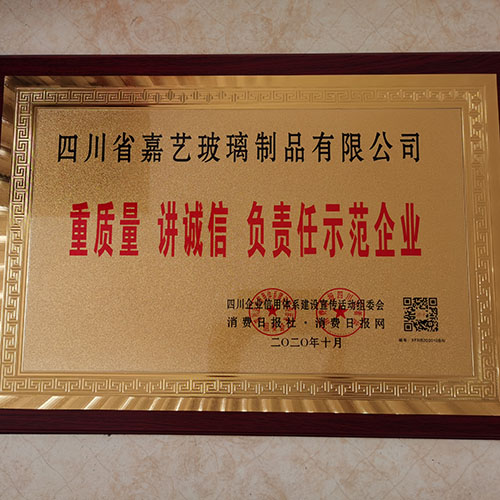 四川省嘉艺玻璃制品有限公司
重质量 讲诚信 负责任示范企业
四川企业信用体系建设宣传活动组委会
消费日报社·消费日报网
二〇二〇年十月